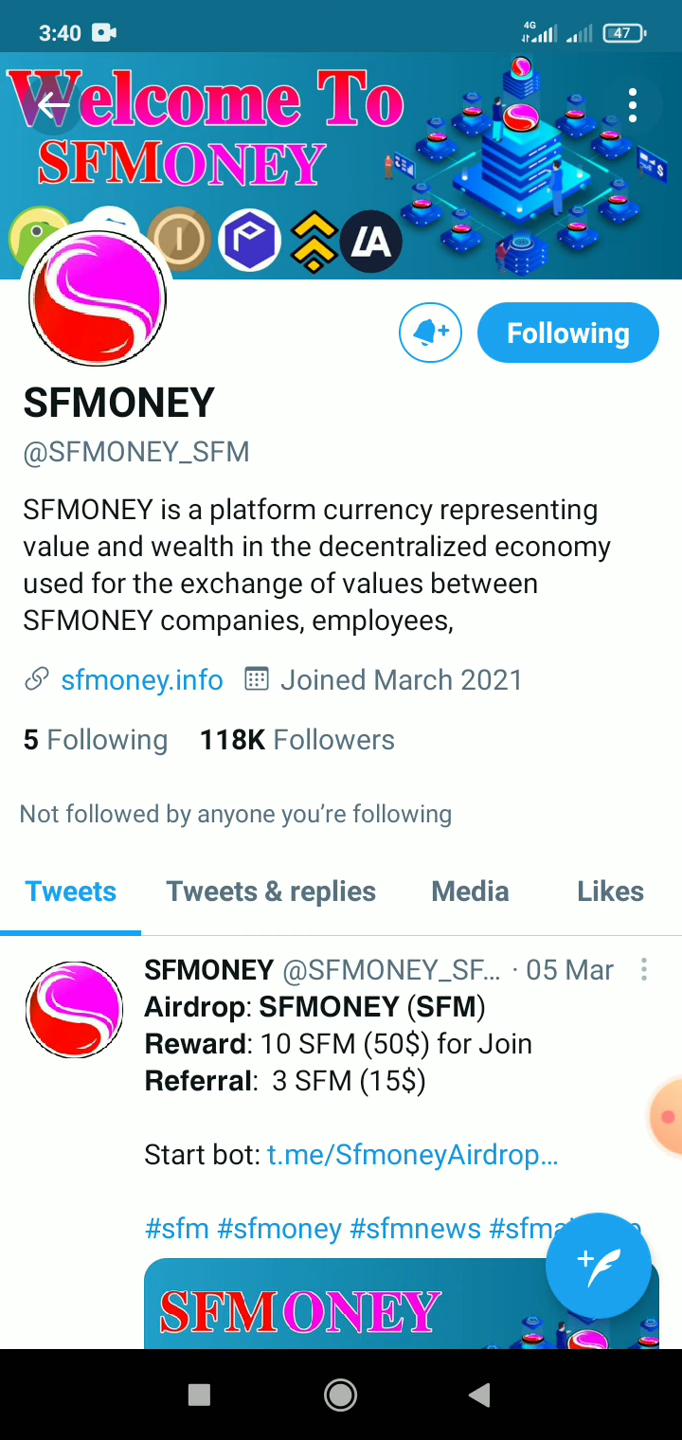 3:40
4G
47
Welcome To
SFMONEY
SFMONEY
Following
@SFMONEY_SFM
SFMONEY is a platform currency representing
value and wealth in the decentralized economy
used for the exchange of values between
SFMONEY companies, employees,
sfmoney.info Joined March 2021
5 Following 118K Followers
Not followed by anyone you’re following
Tweets Tweets & replies Media Likes
SFMONEY @SFMONEY_SF... · 05 Mar
Airdrop: SFMONEY (SFM)
Reward: 10 SFM (50$) for Join
Referral: 3 SFM (15$)
Start bot: t.me/SfmoneyAirdrop...
#sfm #sfmoney #sfmnews
SFMONEY